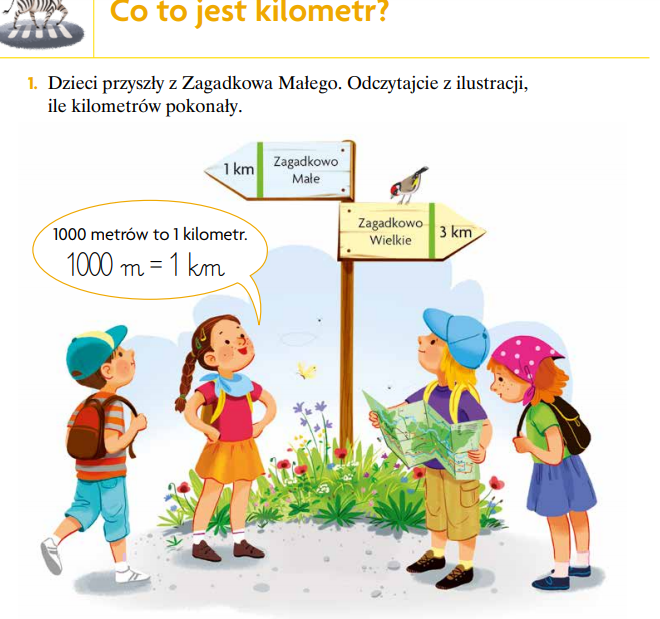 Co to jest kilometr?
1. Dzieci przyszły z Zagadkowa Małego. Odczytajcie z ilustracji,
ile kilometrów pokonały.
1 km
Zagadkowo
Małe
Zagadkowo
Wielkie
3 km
1000 metrów to 1 kilometr.
1000 m = 1 km